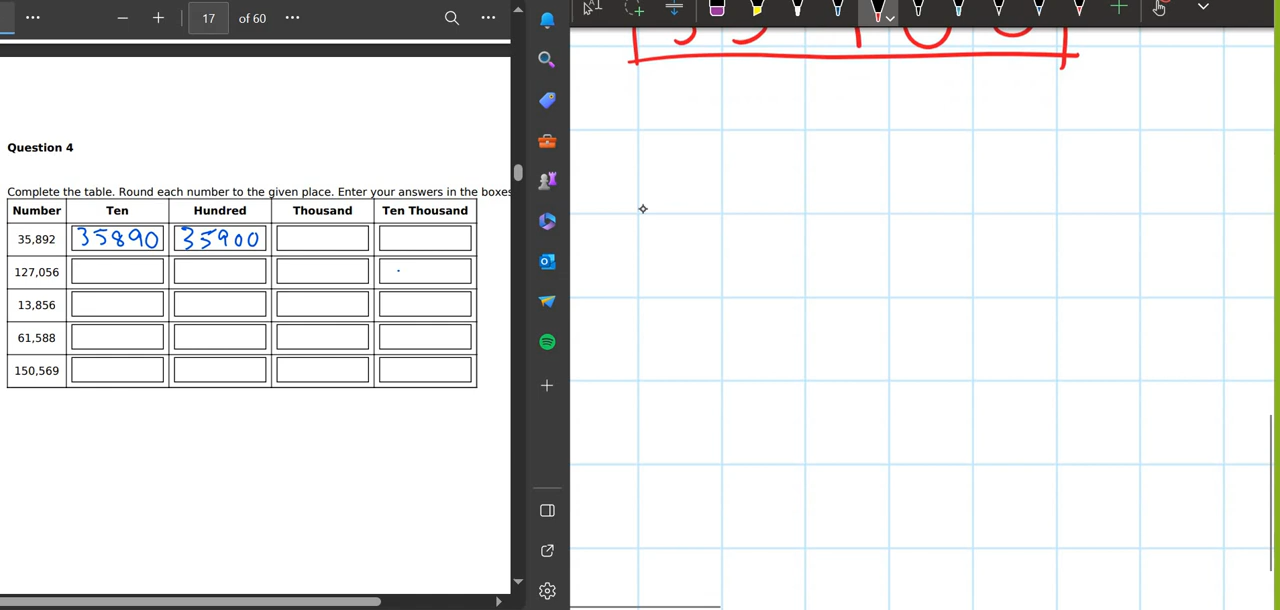 17 of 60
Question 4
Complete the table. Round each number to the given place. Enter your answers in the boxes
Number Ten Hundred Thousand Ten Thousand
35,892 35890 35900
127,056
13,856
61,588
150,569